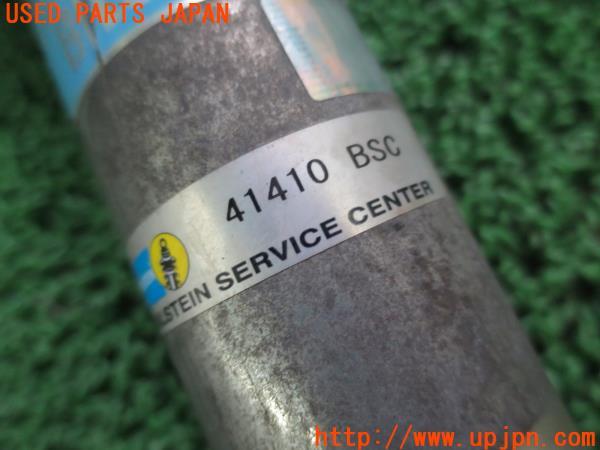 USED PARTS JAPAN
41410 BSC
STEIN SERVICE CENTER
http://www.upjpn.com